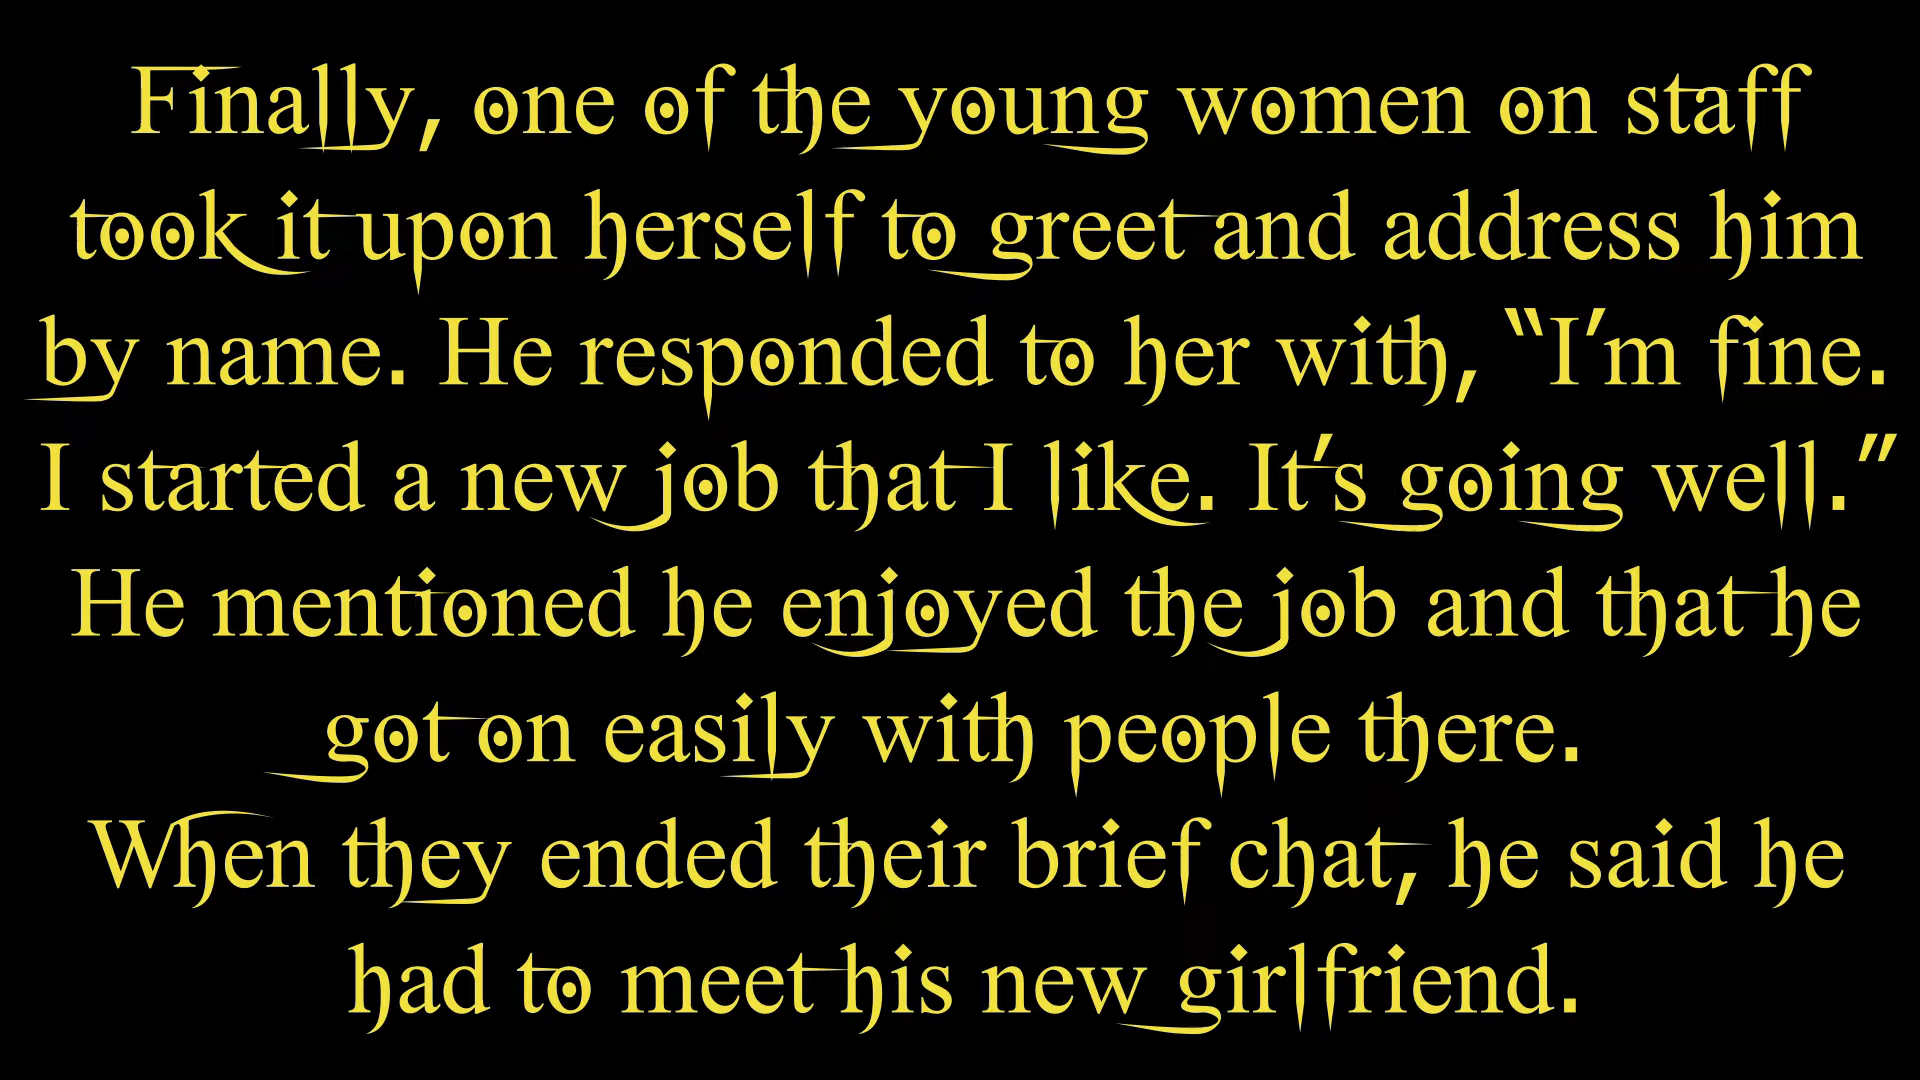 Finally, one of the young women on staff
took it upon herself to greet and address him
by name. He responded to her with, “I’m fine.
I started a new job that I like. It’s going well.”
He mentioned he enjoyed the job and that he
got on easily with people there.
When they ended their brief chat, he said he
had to meet his new girlfriend.